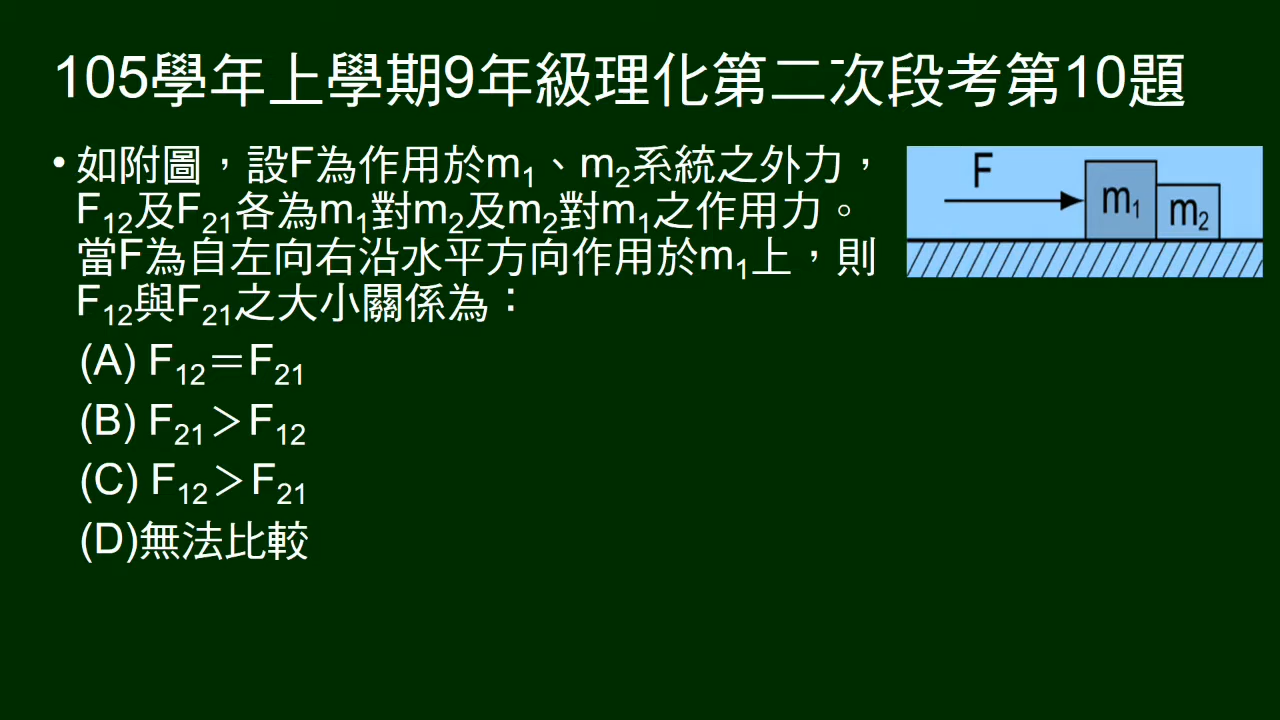 105學年上學期9年級理化第二次段考第10題
• 如附圖，設F為作用於m₁、m₂系統之外力，
F₁₂及F₂₁各為m₁對m₂及m₂對m₁之作用力。
當F為自左向右沿水平方向作用於m₁上，則
F₁₂與F₂₁之大小關係為：
(A) F₁₂＝F₂₁
(B) F₂₁＞F₁₂
(C) F₁₂＞F₂₁
(D)無法比較
F
m₁
m₂